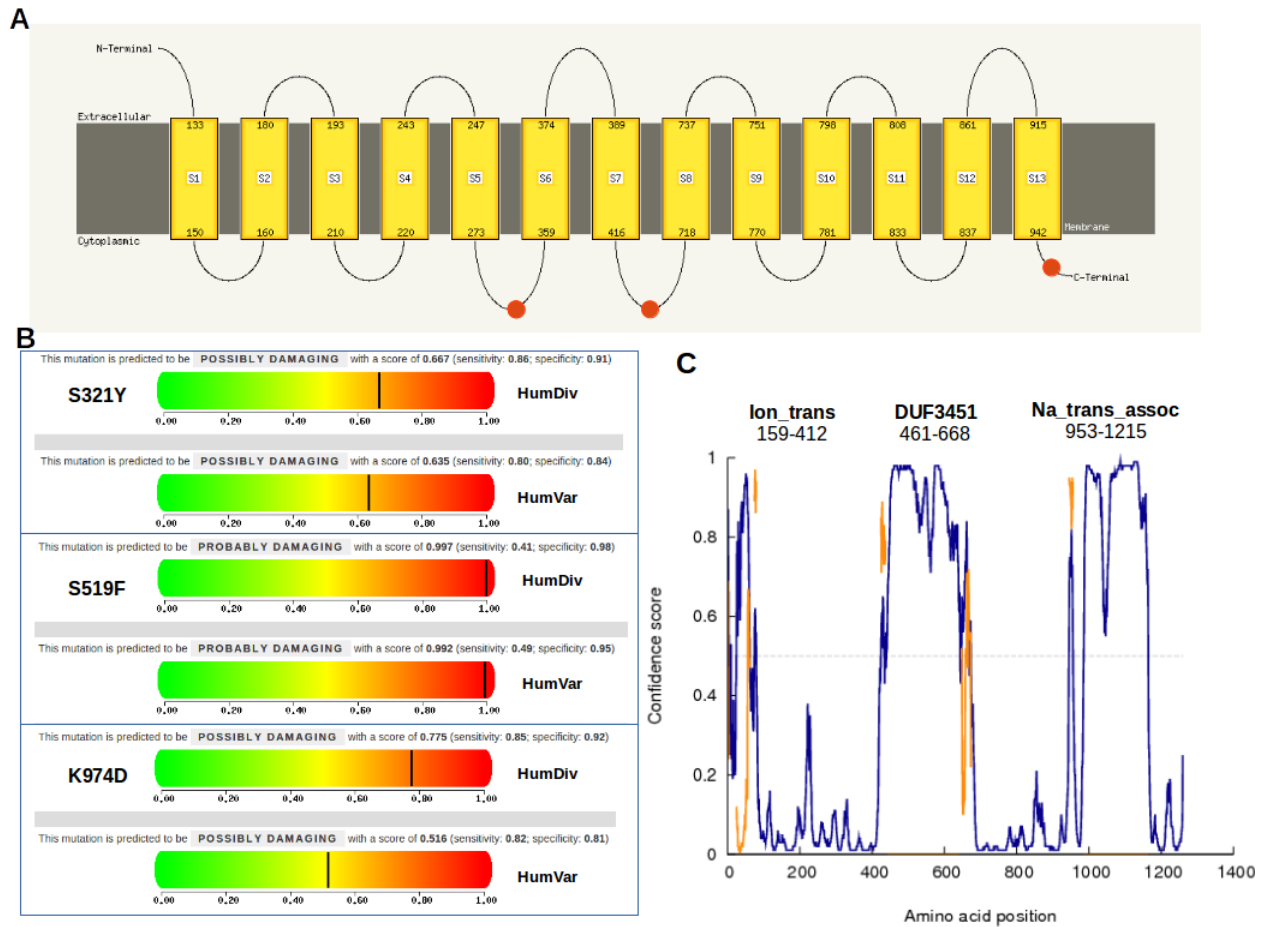 A
N-Terminal
Extracellular
133 180 193 243 247 374 389 737 751 798 808 861 915
S1 S2 S3 S4 S5 S6 S7 S8 S9 S10 S11 S12 S13
150 160 210 220 273 359 416 718 770 781 833 837 942
Membrane
Cytoplasmic
C-Terminal
B
This mutation is predicted to be POSSIBLY DAMAGING with a score of 0.667 (sensitivity: 0.86; specificity: 0.91)
S321Y
HumDiv
0.00 0.20 0.40 0.60 0.80 1.00
This mutation is predicted to be POSSIBLY DAMAGING with a score of 0.635 (sensitivity: 0.80; specificity: 0.84)
HumVar
0.00 0.20 0.40 0.60 0.80 1.00
This mutation is predicted to be PROBABLY DAMAGING with a score of 0.997 (sensitivity: 0.41; specificity: 0.98)
S519F
HumDiv
0.00 0.20 0.40 0.60 0.80 1.00
This mutation is predicted to be PROBABLY DAMAGING with a score of 0.992 (sensitivity: 0.49; specificity: 0.95)
HumVar
0.00 0.20 0.40 0.60 0.80 1.00
This mutation is predicted to be POSSIBLY DAMAGING with a score of 0.775 (sensitivity: 0.85; specificity: 0.92)
K974D
HumDiv
0.00 0.20 0.40 0.60 0.80 1.00
This mutation is predicted to be POSSIBLY DAMAGING with a score of 0.516 (sensitivity: 0.82; specificity: 0.81)
HumVar
0.00 0.20 0.40 0.60 0.80 1.00
C
Ion_trans DUF3451 Na_trans_assoc
159-412 461-668 953-1215
1
0.8
0.6
0.4
0.2
0
Confidence score
0 200 400 600 800 1000 1200 1400
Amino acid position